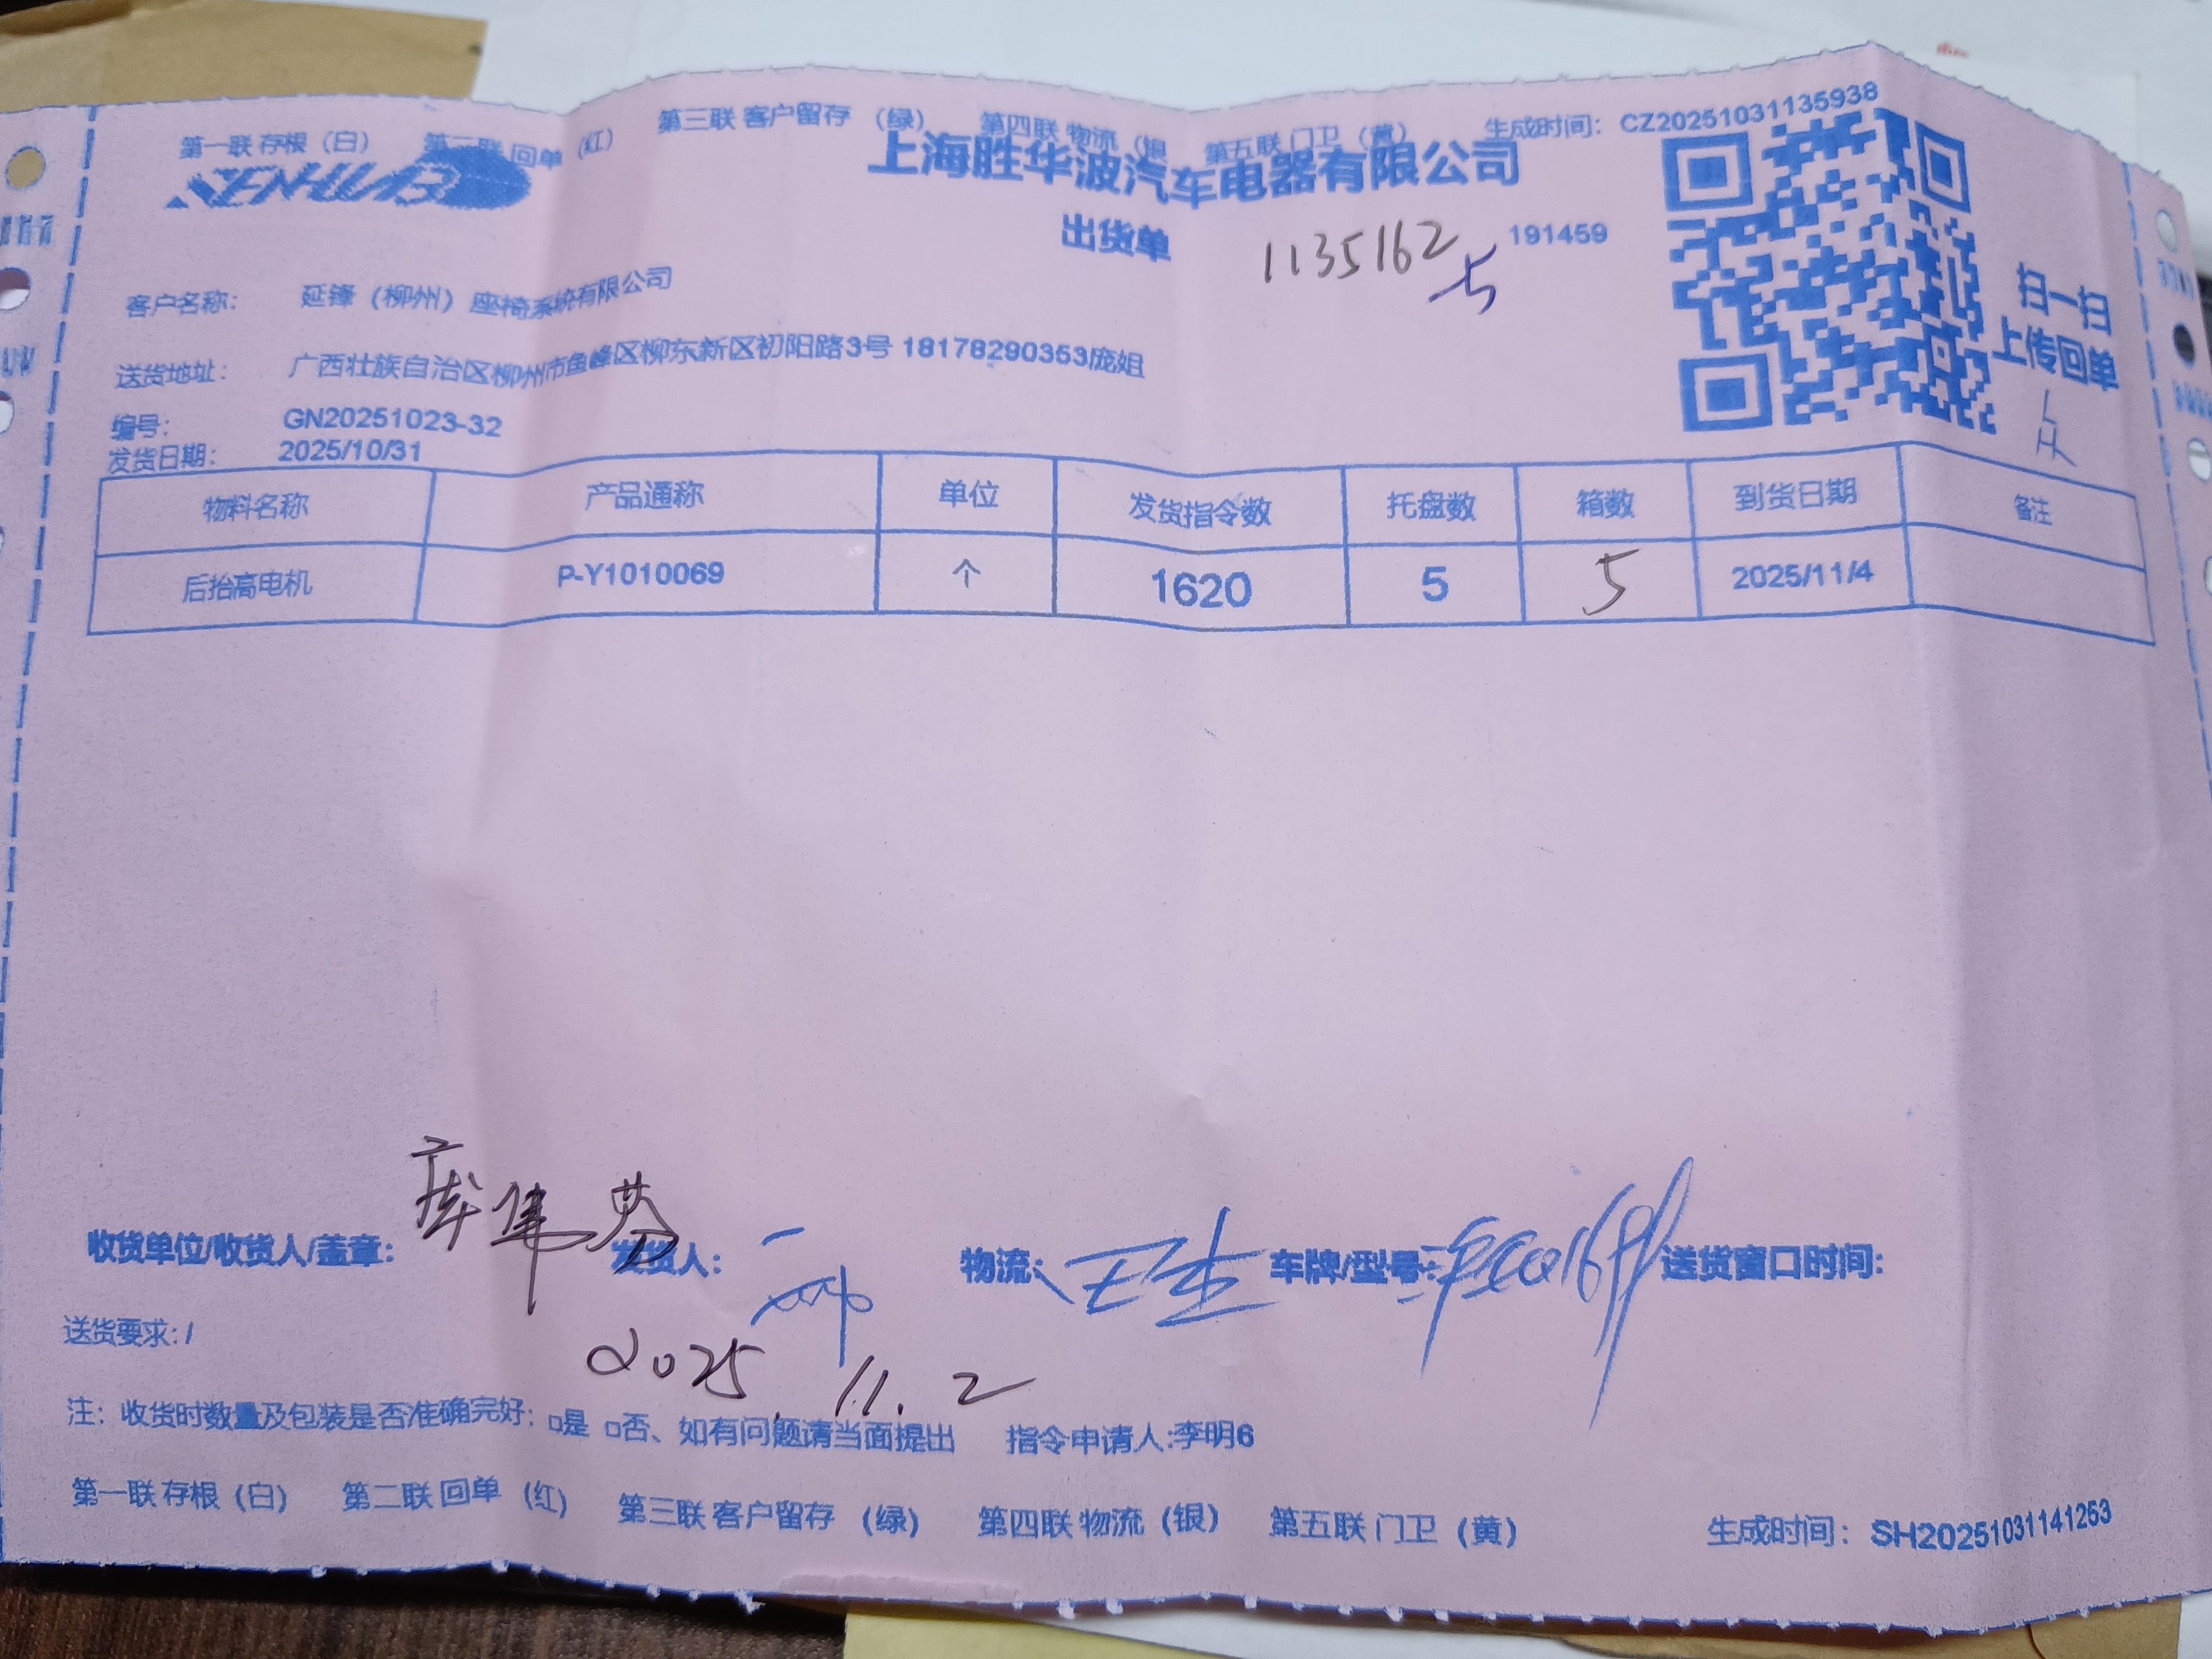 第一联 存根（白） 第二联 回单（红） 第三联 客户留存（绿） 第四联 物流（银 第五联 门卫（黄） 生成时间：CZ20251031135938
上海胜华波汽车电器有限公司
出货单 1135162 191459
扫一扫
上传回单
客户名称： 延锋（柳州）座椅系统有限公司
送货地址： 广西壮族自治区柳州市鱼峰区柳东新区初阳路3号 18178290353庞姐
编号： GN20251023-32
发货日期： 2025/10/31
物料名称 产品通称 单位 发货指令数 托盘数 箱数 到货日期 备注
后抬高电机 P-Y1010069 个 1620 5 5 2025/11/4
收货单位/收货人/盖章： 发货人： 物流： 车牌/型号： 送货窗口时间:
送货要求: /
2025.11.2
注：收货时数量及包装是否准确完好：□是 □否、如有问题请当面提出 指令申请人:李明6
第一联 存根（白） 第二联 回单（红） 第三联 客户留存（绿） 第四联 物流（银） 第五联 门卫（黄） 生成时间：SH20251031141253